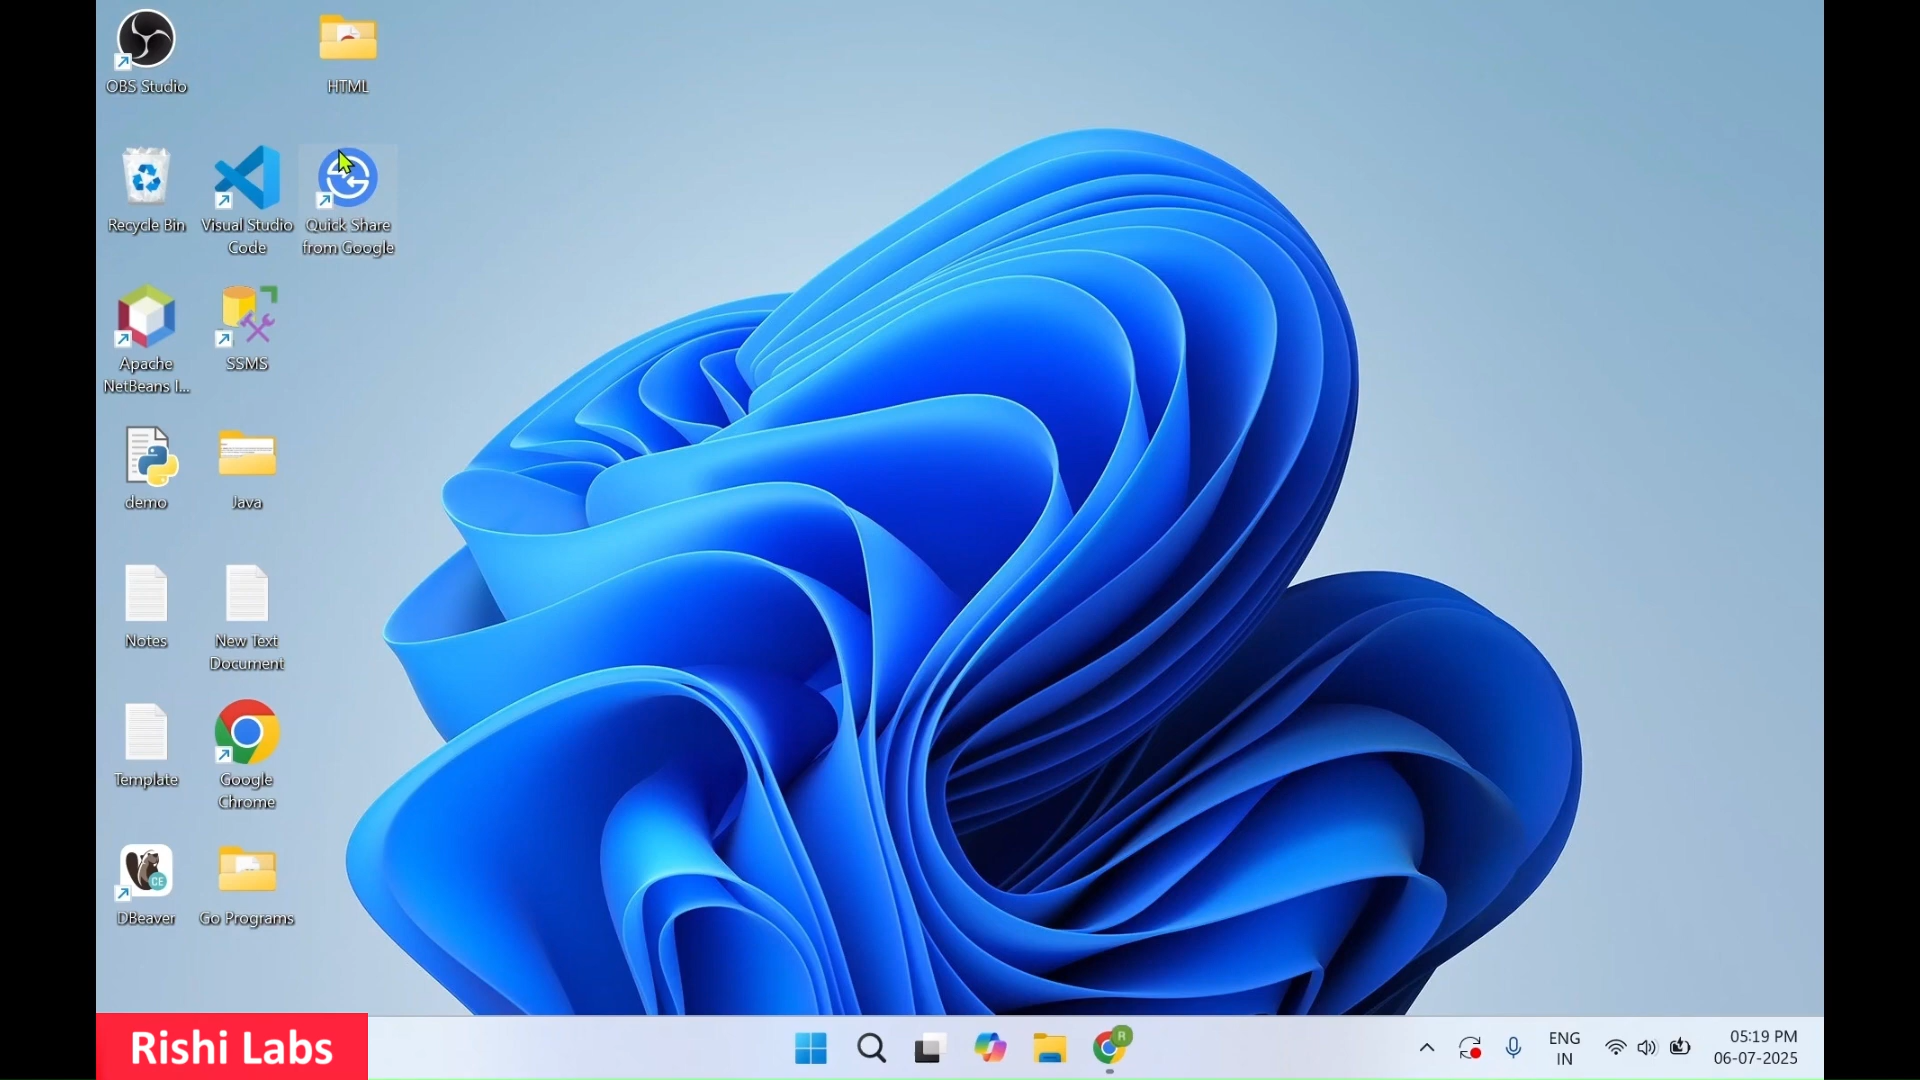 OBS Studio
HTML
Recycle Bin
Visual Studio
Code
Quick Share
from Google
Apache
NetBeans I...
SSMS
demo
Java
Notes
New Text
Document
Template
Google
Chrome
CE
DBeaver
Go Programs
Rishi Labs
R
ENG
IN
05:19 PM
06-07-2025